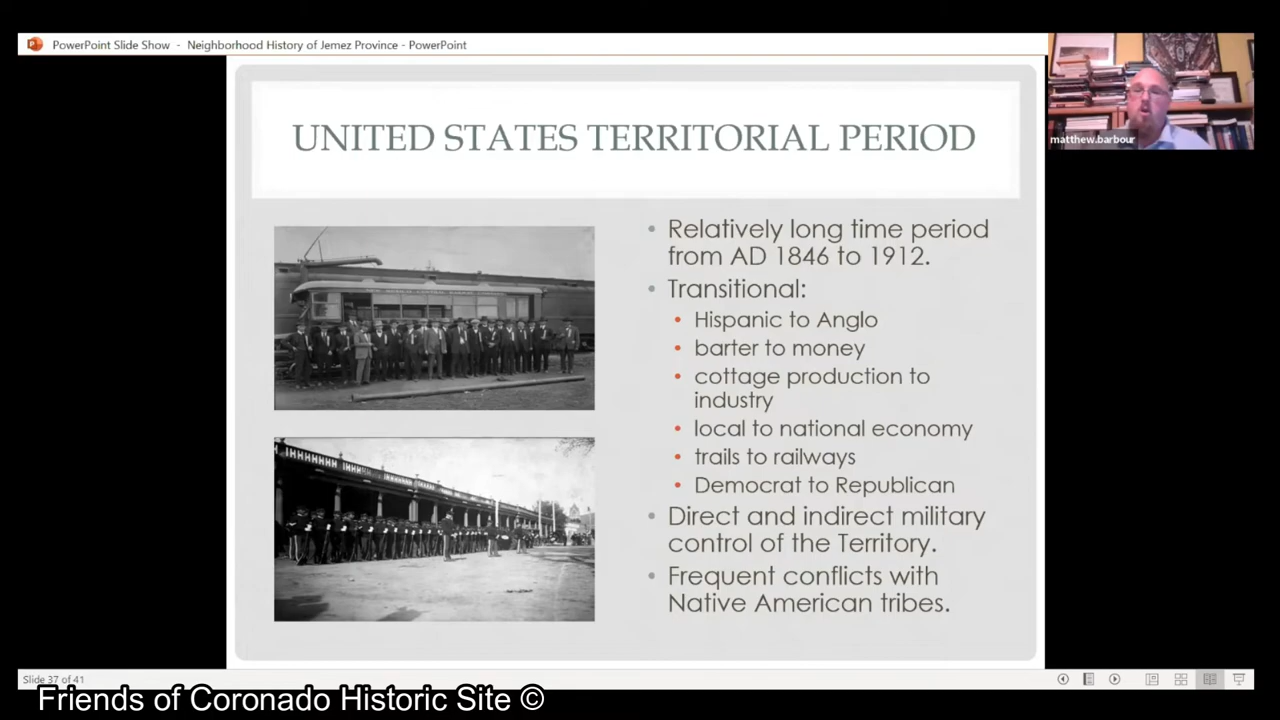 PowerPoint Slide Show - Neighborhood History of Jemez Province - PowerPoint
matthew.barbour
UNITED STATES TERRITORIAL PERIOD
• Relatively long time period
from AD 1846 to 1912.
• Transitional:
• Hispanic to Anglo
• barter to money
• cottage production to
industry
• local to national economy
• trails to railways
• Democrat to Republican
• Direct and indirect military
control of the Territory.
• Frequent conflicts with
Native American tribes.
Slide 37 of 41
Friends of Coronado Historic Site ©